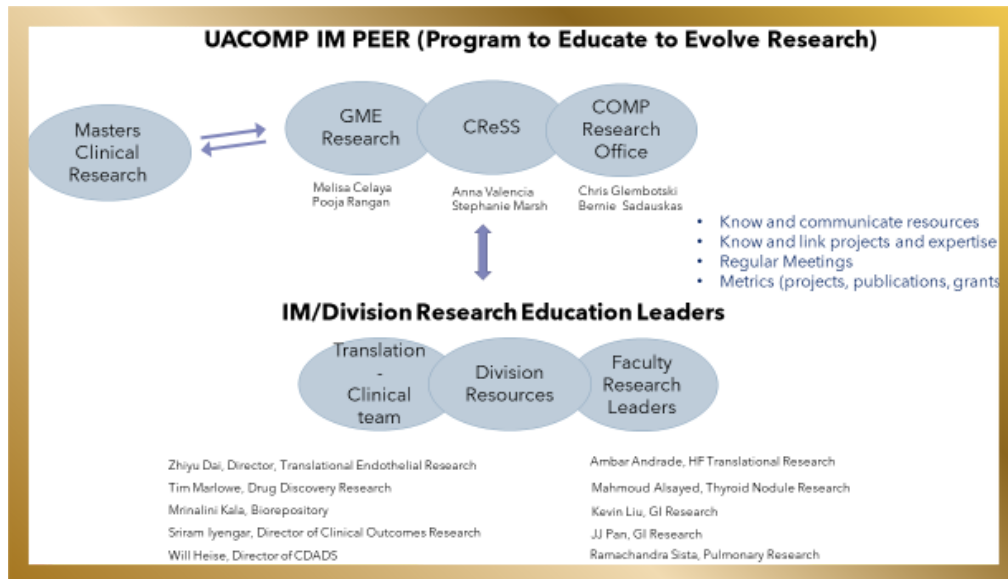 UACOMP IM PEER (Program to Educate to Evolve Research)
Masters
Clinical
Research
GME
Research
CReSS
COMP
Research
Office
Melisa Celaya
Pooja Rangan
Anna Valencia
Stephanie Marsh
Chris Glembotski
Bernie Sadauskas
• Know and communicate resources
• Know and link projects and expertise
• Regular Meetings
• Metrics (projects, publications, grants
IM/Division Research Education Leaders
Translation
-
Clinical
team
Division
Resources
Faculty
Research
Leaders
Zhiyu Dai, Director, Translational Endothelial Research
Tim Marlowe, Drug Discovery Research
Mrinalini Kala, Biorepository
Sriram Iyengar, Director of Clinical Outcomes Research
Will Heise, Director of CDADS
Ambar Andrade, HF Translational Research
Mahmoud Alsayed, Thyroid Nodule Research
Kevin Liu, GI Research
JJ Pan, GI Research
Ramachandra Sista, Pulmonary Research